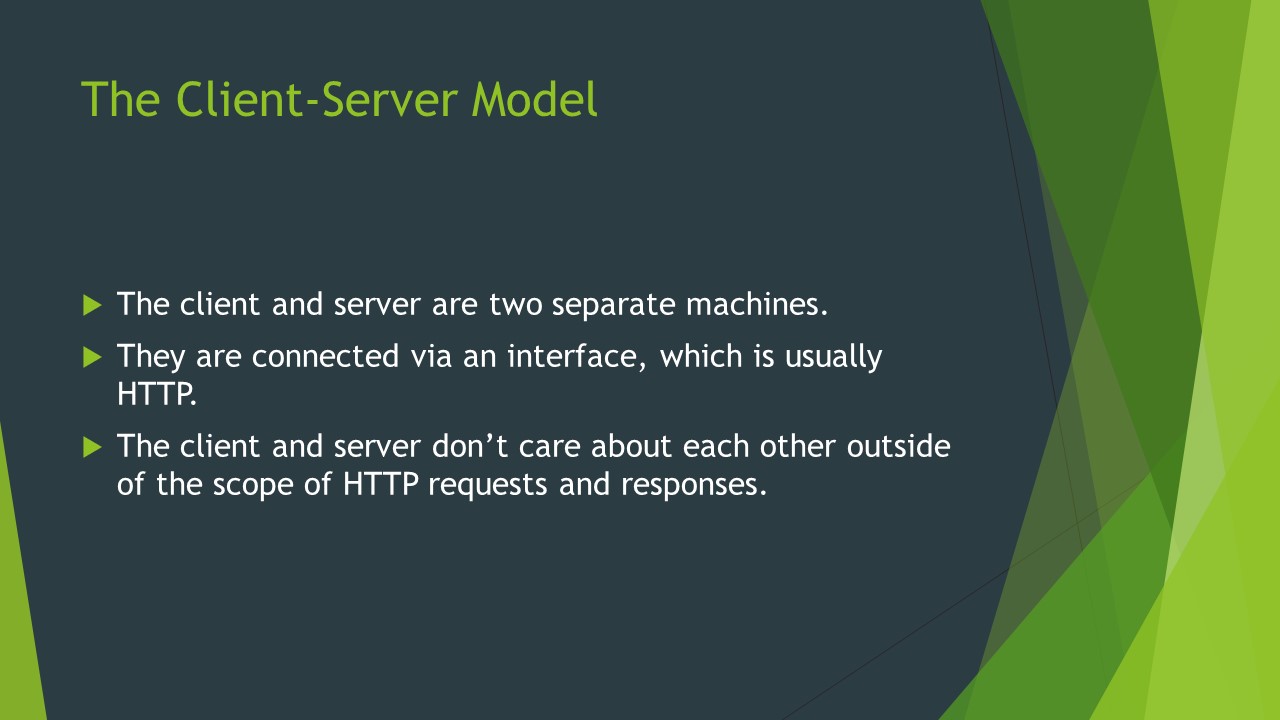 The Client-Server Model
The client and server are two separate machines.
They are connected via an interface, which is usually
HTTP.
The client and server don’t care about each other outside
of the scope of HTTP requests and responses.